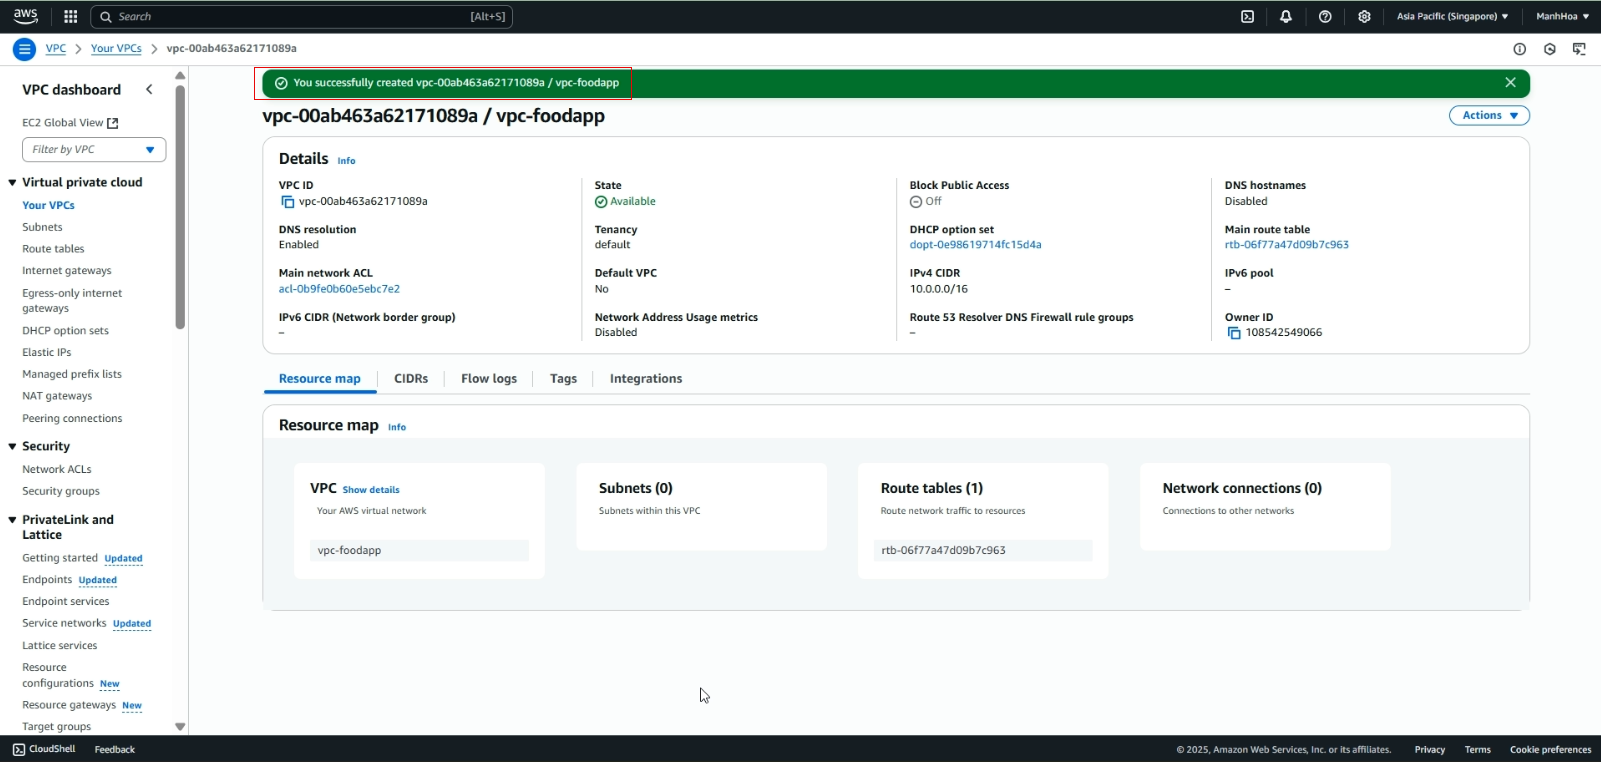 aws
Search
[Alt+S]
Asia Pacific (Singapore)
ManhHoa
VPC
Your VPCs
vpc-00ab463a62171089a
VPC dashboard
EC2 Global View
Filter by VPC
Virtual private cloud
Your VPCs
Subnets
Route tables
Internet gateways
Egress-only internet
gateways
DHCP option sets
Elastic IPs
Managed prefix lists
NAT gateways
Peering connections
Security
Network ACLs
Security groups
PrivateLink and
Lattice
Getting started Updated
Endpoints Updated
Endpoint services
Service networks Updated
Lattice services
Resource
configurations New
Resource gateways New
Target groups
You successfully created vpc-00ab463a62171089a / vpc-foodapp
vpc-00ab463a62171089a / vpc-foodapp
Actions
Details Info
VPC ID
vpc-00ab463a62171089a
State
Available
Block Public Access
Off
DNS hostnames
Disabled
DNS resolution
Enabled
Tenancy
default
DHCP option set
dopt-0e98619714fc15d4a
Main route table
rtb-06f77a47d09b7c963
Main network ACL
acl-0b9fe0b60e5ebc7e2
Default VPC
No
IPv4 CIDR
10.0.0.0/16
IPv6 pool
–
IPv6 CIDR (Network border group)
–
Network Address Usage metrics
Disabled
Route 53 Resolver DNS Firewall rule groups
–
Owner ID
108542549066
Resource map
CIDRs
Flow logs
Tags
Integrations
Resource map Info
VPC Show details
Your AWS virtual network
vpc-foodapp
Subnets (0)
Subnets within this VPC
Route tables (1)
Route network traffic to resources
rtb-06f77a47d09b7c963
Network connections (0)
Connections to other networks
CloudShell
Feedback
© 2025, Amazon Web Services, Inc. or its affiliates.
Privacy
Terms
Cookie preferences